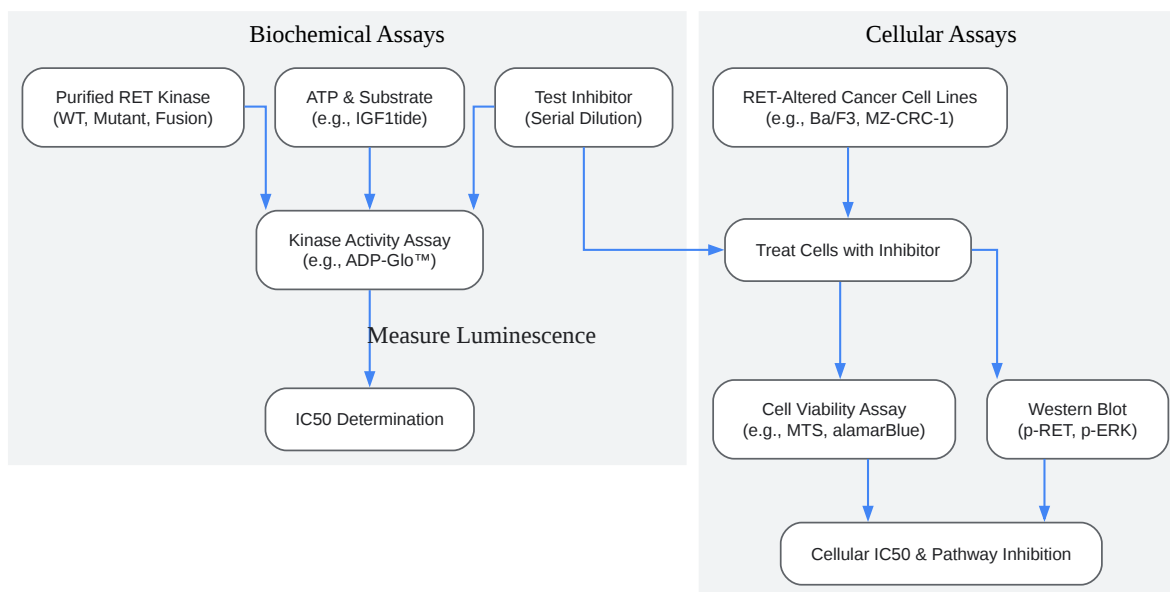 Biochemical Assays
Purified RET Kinase
(WT, Mutant, Fusion)
ATP & Substrate
(e.g., IGF1tide)
Test Inhibitor
(Serial Dilution)
Kinase Activity Assay
(e.g., ADP-Glo™)
Measure Luminescence
IC50 Determination
Cellular Assays
RET-Altered Cancer Cell Lines
(e.g., Ba/F3, MZ-CRC-1)
Treat Cells with Inhibitor
Cell Viability Assay
(e.g., MTS, alamarBlue)
Western Blot
(p-RET, p-ERK)
Cellular IC50 & Pathway Inhibition